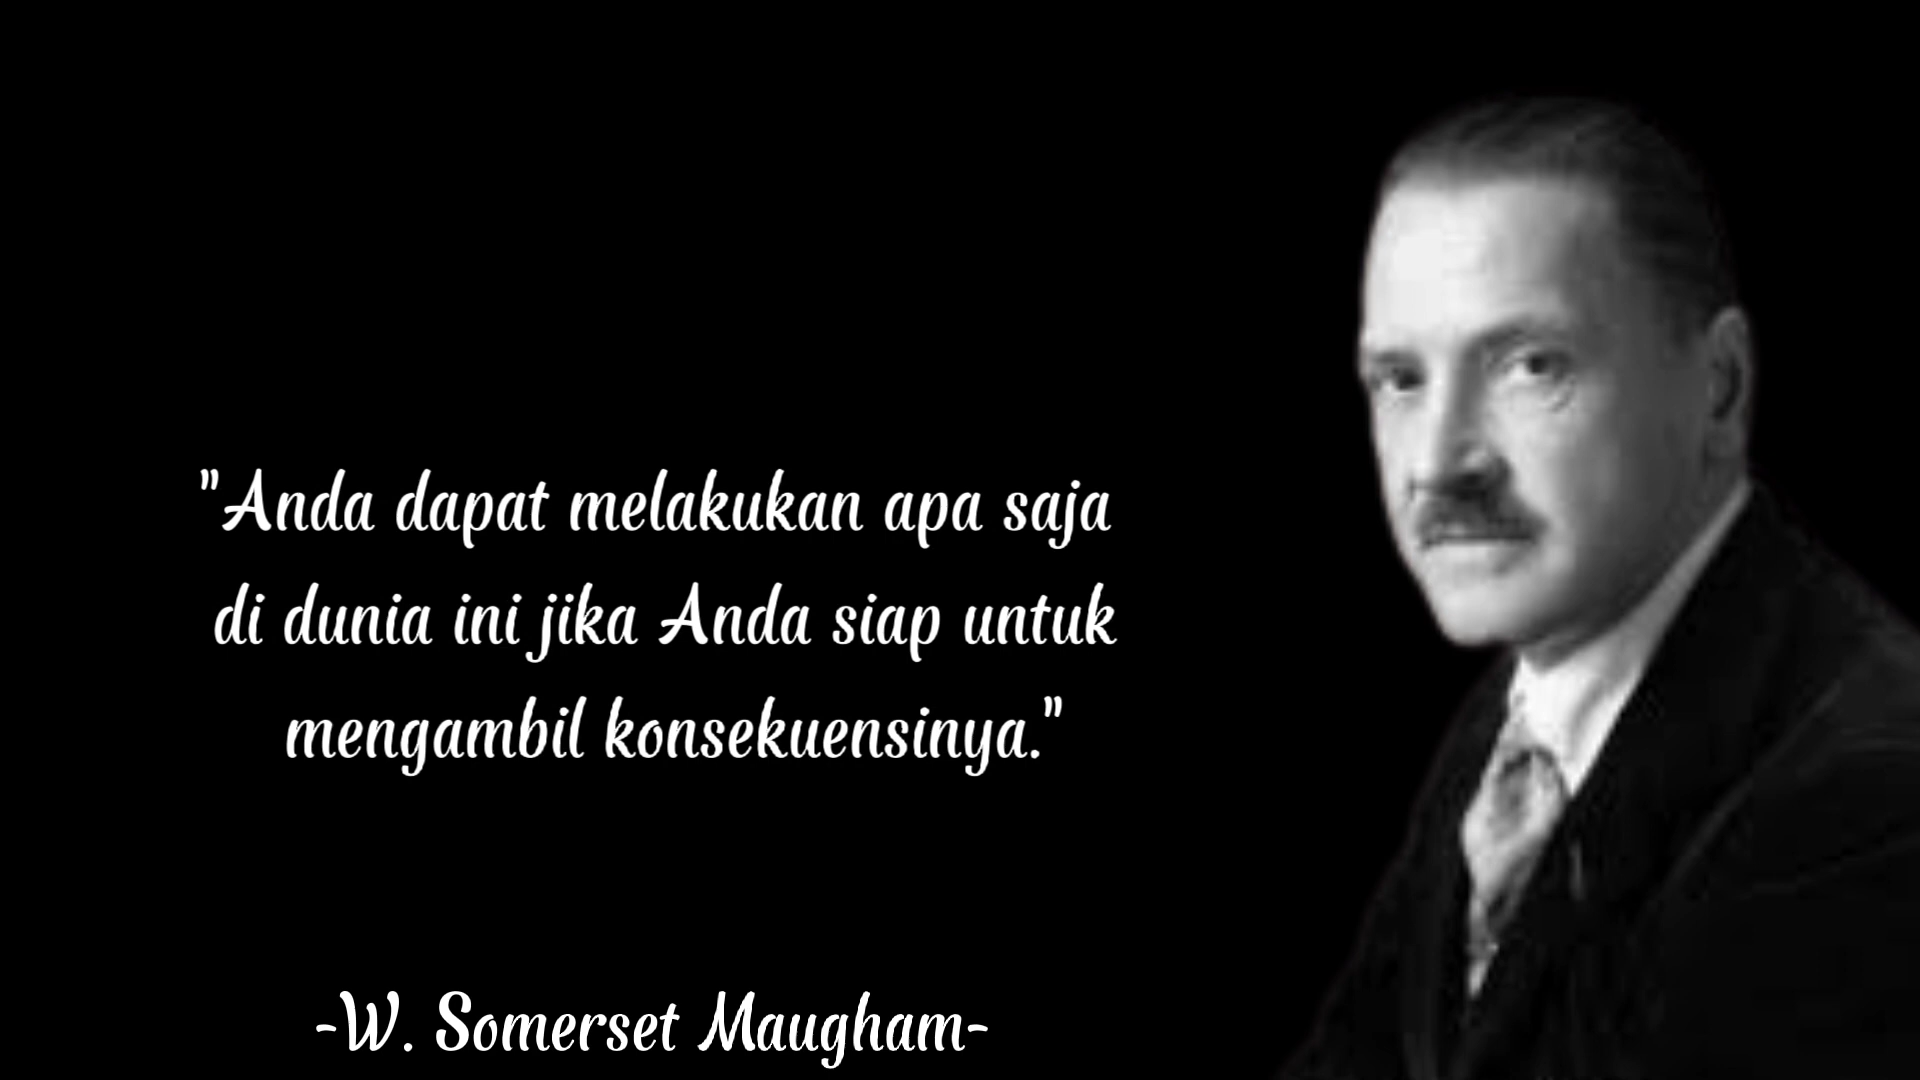 "Anda dapat melakukan apa saja
di dunia ini jika Anda siap untuk
mengambil konsekuensinya."
-W. Somerset Maugham-